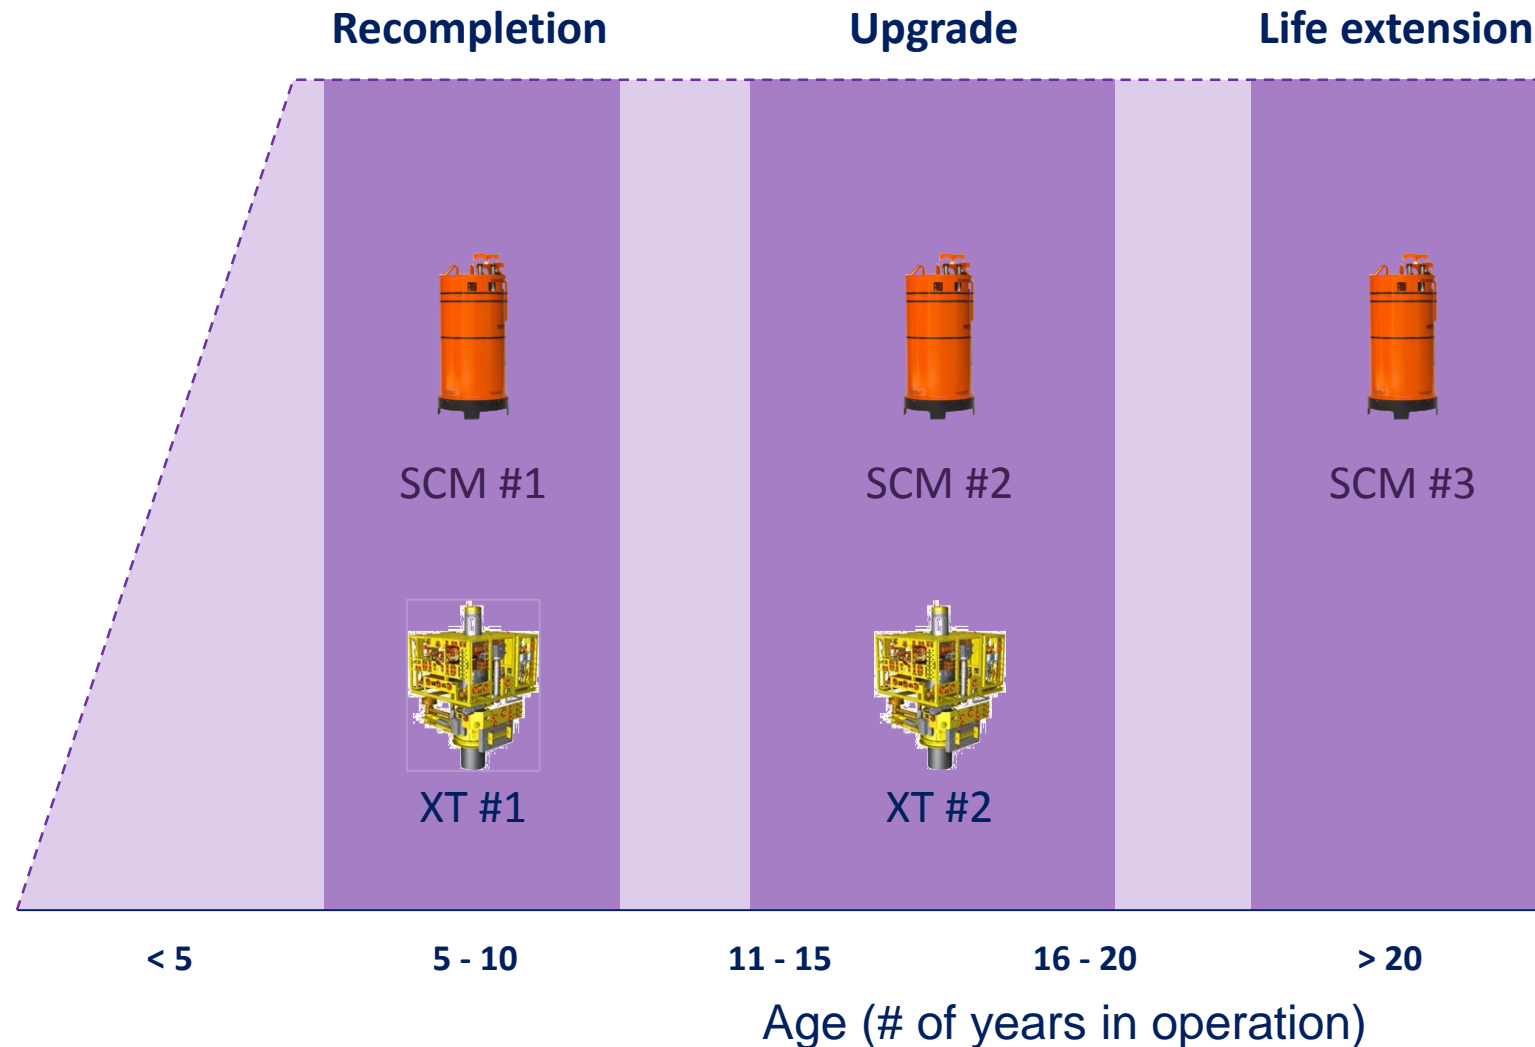 Recompletion
Upgrade
Life extension
SCM #1
SCM #2
SCM #3
XT #1
XT #2
< 5
5 - 10
11 - 15
16 - 20
> 20
Age (# of years in operation)